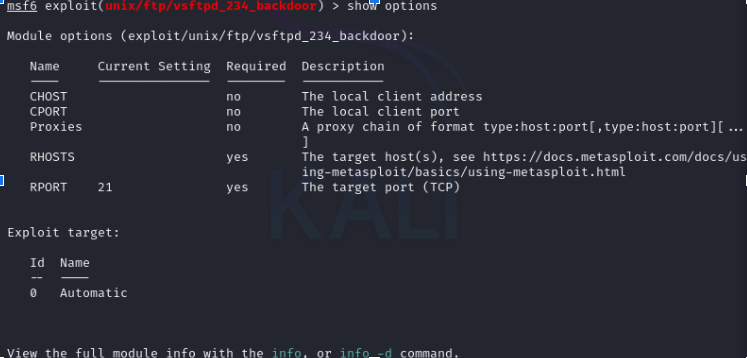 msf6 exploit(unix/ftp/vsftpd_234_backdoor) > show options
Module options (exploit/unix/ftp/vsftpd_234_backdoor):
Name Current Setting Required Description
---- --------------- -------- -----------
CHOST no The local client address
CPORT no The local client port
Proxies no A proxy chain of format type:host:port[,type:host:port][...
]
RHOSTS yes The target host(s), see https://docs.metasploit.com/docs/us
ing-metasploit/basics/using-metasploit.html
RPORT 21 yes The target port (TCP)
KALI
Exploit target:
Id Name
-- ----
0 Automatic
View the full module info with the info, or info -d command.